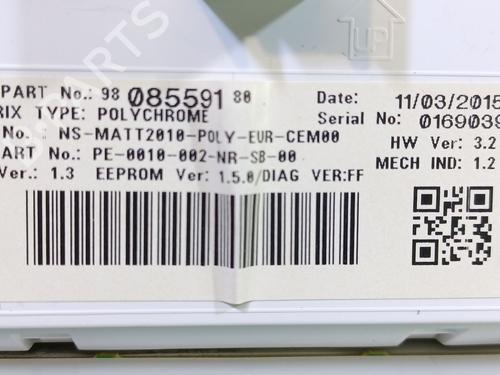 UP
PART No.: 98 085591 80
Date: 11/03/2015
RIX TYPE: POLYCHROME
Serial No: 0169039
No.: NS-MATT2010-POLY-EUR-CEM00
HW Ver: 3.2
ART No.: PE-0010-002-NR-SB-00
MECH IND: 1.2
Ver.: 1.3 EEPROM Ver: 1.5.0/DIAG VER:FF